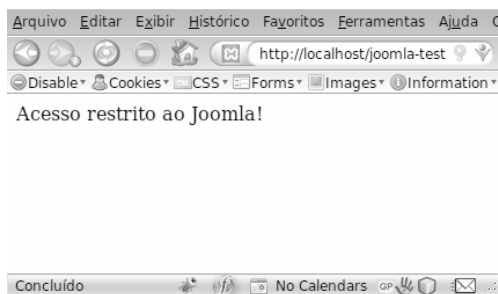 Arquivo Editar Exibir Histórico Favoritos Ferramentas Ajuda
http://localhost/joomla-test
Disable Cookies CSS Forms Images Information
Acesso restrito ao Joomla!
Concluído No Calendars GP